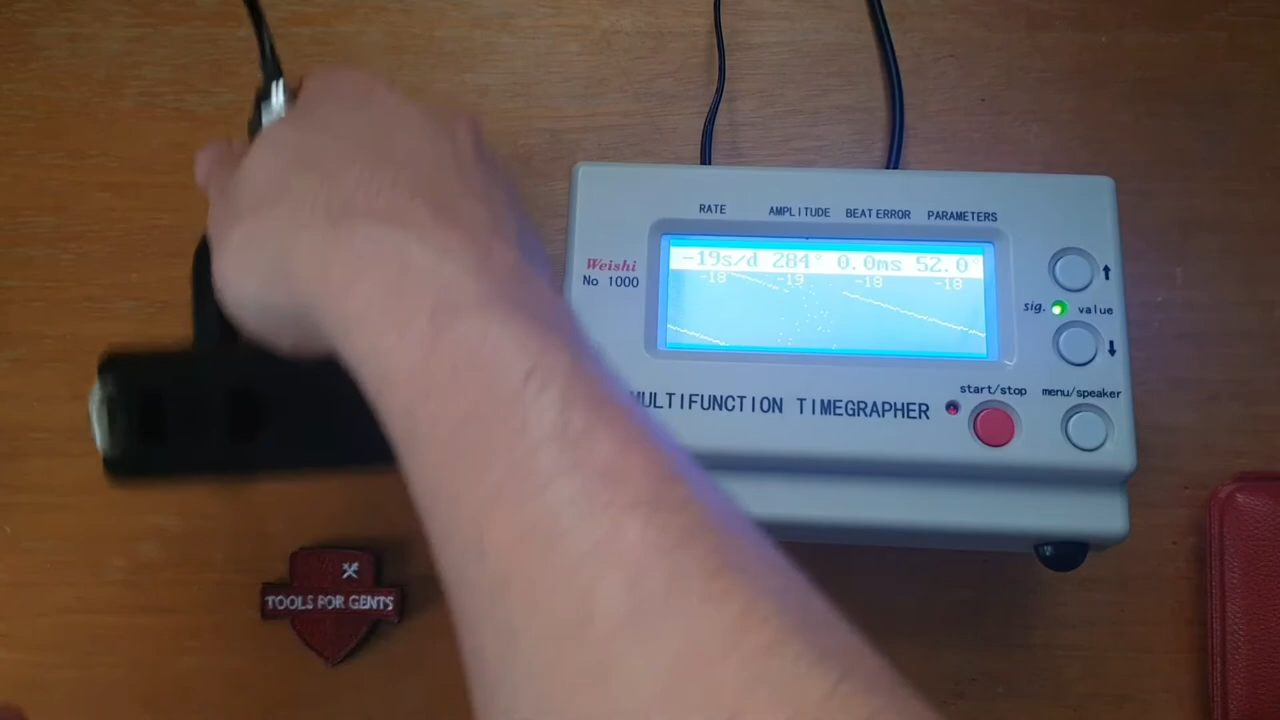 RATE AMPLITUDE BEAT ERROR PARAMETERS
-19s/d 284° 0.0ms 52.0°
-18 -19 -18 -18
Weishi
No 1000
sig. value
start/stop menu/speaker
MULTIFUNCTION TIMEGRAPHER
TOOLS FOR GENTS